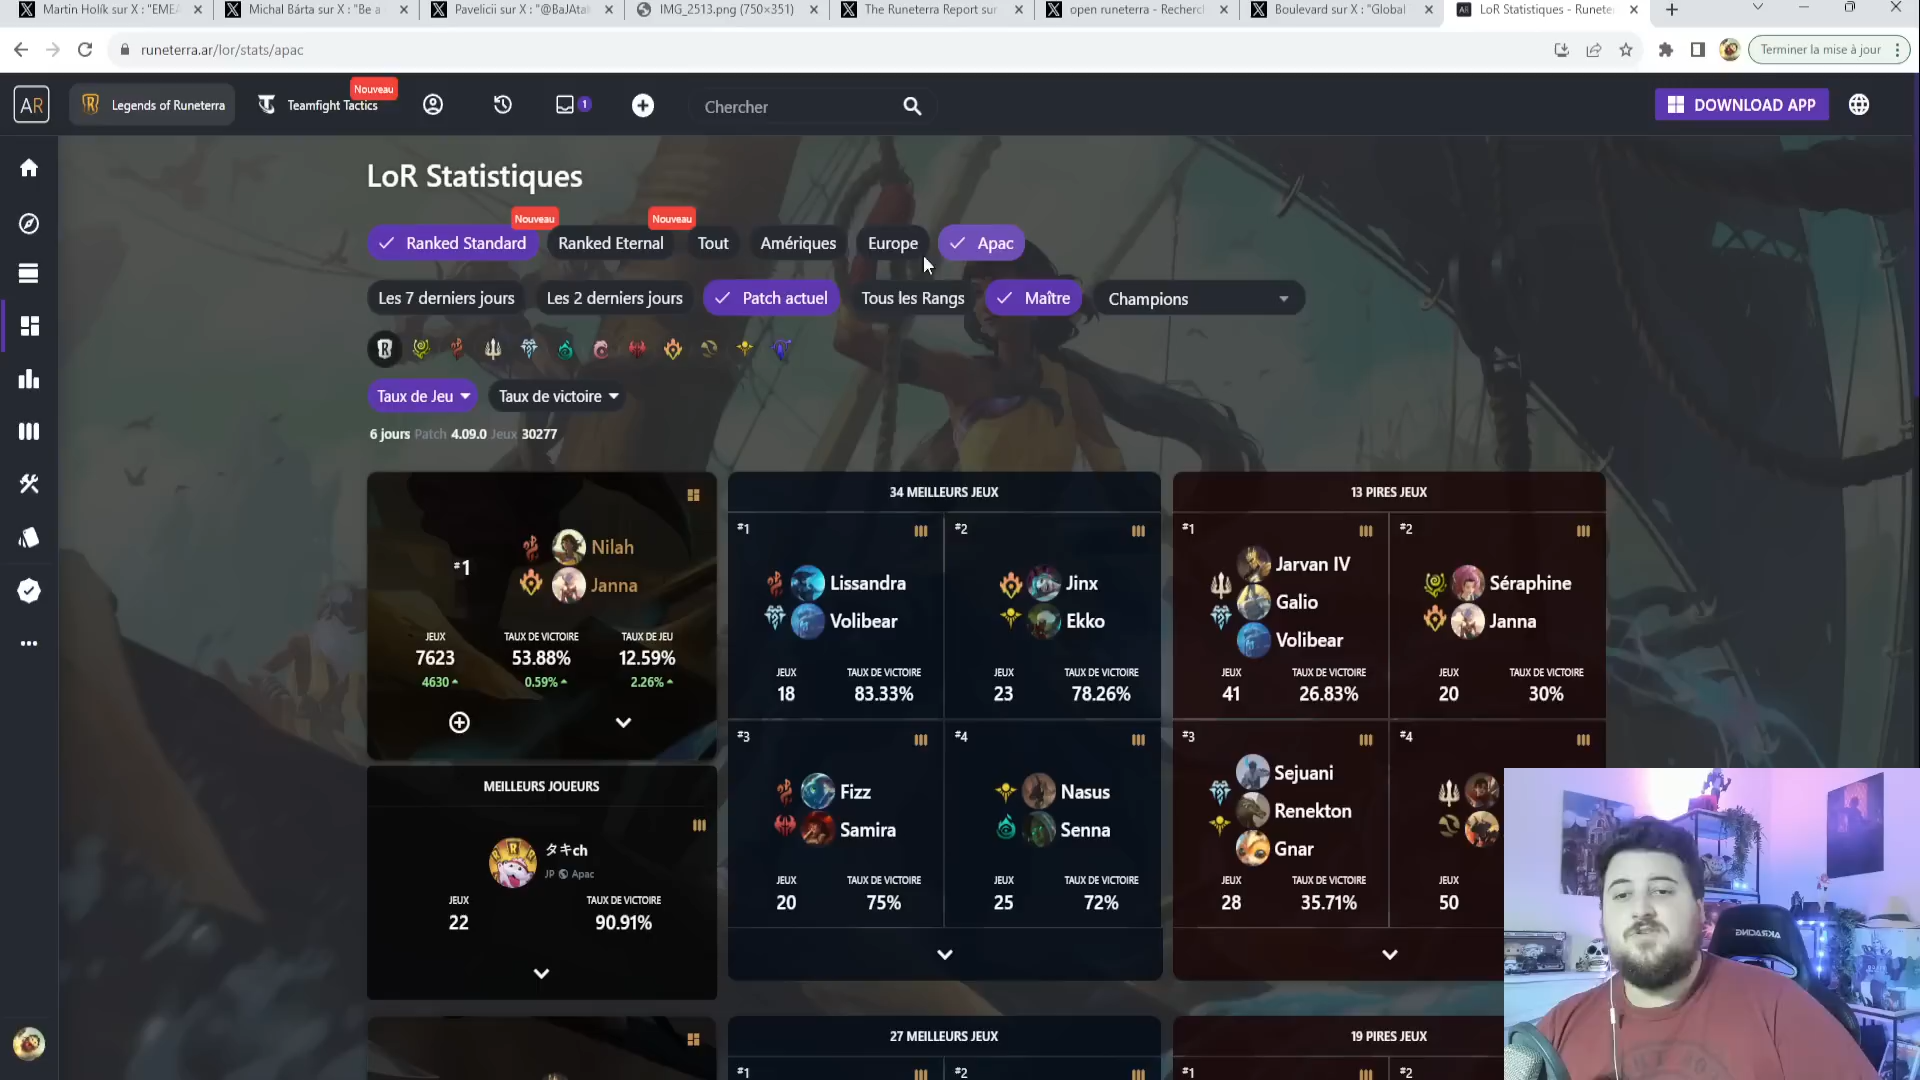 Martin Holík sur X : "EMEA
Michal Bárta sur X : "Be a
Pavelicii sur X : "@BaJAta
IMG_2513.png (750×351)
The Runeterra Report sur
open runeterra - Recherc
Boulevard sur X : "Global
LoR Statistiques - Runete
runeterra.ar/lor/stats/apac
Terminer la mise à jour
AR
Legends of Runeterra
Teamfight Tactics
Nouveau
1
Chercher
DOWNLOAD APP
LoR Statistiques
Nouveau
Nouveau
Ranked Standard
Ranked Eternal
Tout
Amériques
Europe
Apac
Les 7 derniers jours
Les 2 derniers jours
Patch actuel
Tous les Rangs
Maître
Champions
Taux de Jeu
Taux de victoire
6 jours Patch 4.09.0 Jeux 30277
#1
Nilah
Janna
JEUX
TAUX DE VICTOIRE
TAUX DE JEU
7623
53.88%
12.59%
4630
0.59%
2.26%
MEILLEURS JOUEURS
タキch
JP Apac
JEUX
TAUX DE VICTOIRE
22
90.91%
34 MEILLEURS JEUX
#1
Lissandra
Volibear
JEUX
TAUX DE VICTOIRE
18
83.33%
#2
Jinx
Ekko
JEUX
TAUX DE VICTOIRE
23
78.26%
#3
Fizz
Samira
JEUX
TAUX DE VICTOIRE
20
75%
#4
Nasus
Senna
JEUX
TAUX DE VICTOIRE
25
72%
13 PIRES JEUX
#1
Jarvan IV
Galio
Volibear
JEUX
TAUX DE VICTOIRE
41
26.83%
#2
Séraphine
Janna
JEUX
TAUX DE VICTOIRE
20
30%
#3
Sejuani
Renekton
Gnar
JEUX
TAUX DE VICTOIRE
28
35.71%
#4
JEUX
50
27 MEILLEURS JEUX
#1
#2
19 PIRES JEUX
#1
#2
AKRACING